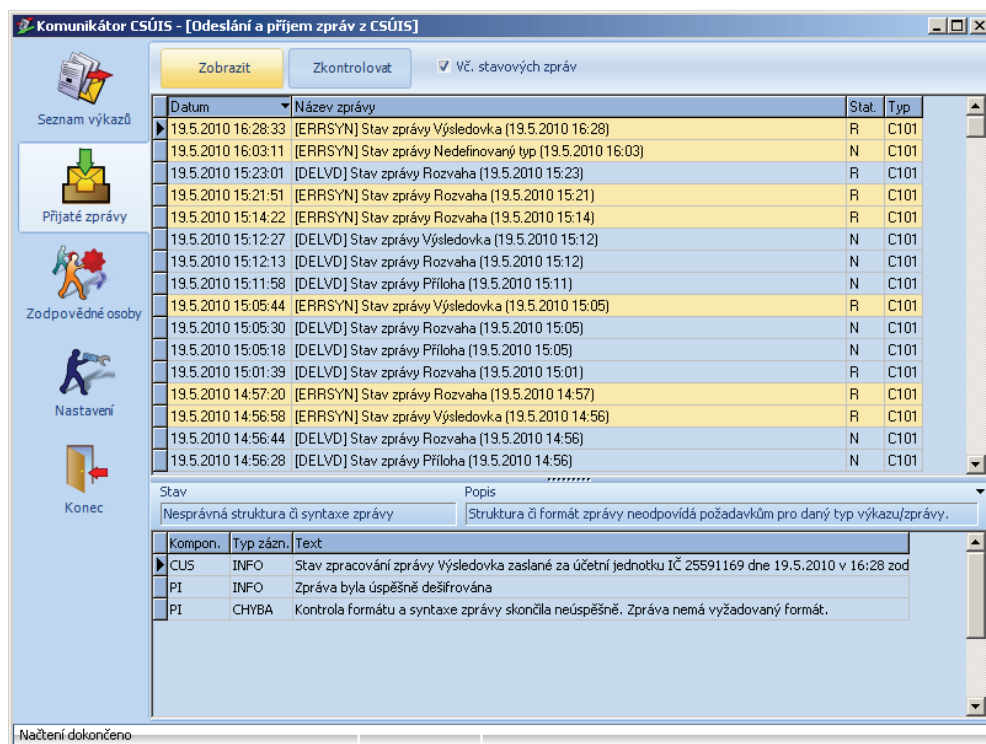 Komunikátor CSÚIS - [Odeslání a příjem zpráv z CSÚIS]
Seznam výkazů
Přijaté zprávy
Zodpovědné osoby
Nastavení
Konec
Zobrazit Zkontrolovat Vč. stavových zpráv
Datum Název zprávy Stat. Typ
19.5.2010 16:28:33 [ERRSYN] Stav zprávy Výsledovka (19.5.2010 16:28) R C101
19.5.2010 16:03:11 [ERRSYN] Stav zprávy Nedefinovaný typ (19.5.2010 16:03) N C101
19.5.2010 15:23:01 [DELVD] Stav zprávy Rozvaha (19.5.2010 15:23) R C101
19.5.2010 15:21:51 [ERRSYN] Stav zprávy Rozvaha (19.5.2010 15:21) R C101
19.5.2010 15:14:22 [ERRSYN] Stav zprávy Rozvaha (19.5.2010 15:14) R C101
19.5.2010 15:12:27 [DELVD] Stav zprávy Výsledovka (19.5.2010 15:12) N C101
19.5.2010 15:12:13 [DELVD] Stav zprávy Rozvaha (19.5.2010 15:12) N C101
19.5.2010 15:11:58 [DELVD] Stav zprávy Příloha (19.5.2010 15:11) N C101
19.5.2010 15:05:44 [ERRSYN] Stav zprávy Výsledovka (19.5.2010 15:05) R C101
19.5.2010 15:05:30 [DELVD] Stav zprávy Rozvaha (19.5.2010 15:05) N C101
19.5.2010 15:05:18 [DELVD] Stav zprávy Příloha (19.5.2010 15:05) N C101
19.5.2010 15:01:39 [DELVD] Stav zprávy Rozvaha (19.5.2010 15:01) R C101
19.5.2010 14:57:20 [ERRSYN] Stav zprávy Rozvaha (19.5.2010 14:57) R C101
19.5.2010 14:56:58 [ERRSYN] Stav zprávy Výsledovka (19.5.2010 14:56) R C101
19.5.2010 14:56:44 [DELVD] Stav zprávy Rozvaha (19.5.2010 14:56) N C101
19.5.2010 14:56:28 [DELVD] Stav zprávy Příloha (19.5.2010 14:56) N C101
Stav Popis
Nesprávná struktura či syntaxe zprávy Struktura či formát zprávy neodpovídá požadavkům pro daný typ výkazu/zprávy.
Kompon. Typ zázn. Text
CUS INFO Stav zpracování zprávy Výsledovka zaslané za účetní jednotku IČ 25591169 dne 19.5.2010 v 16:28 zod
PI INFO Zpráva byla úspěšně dešifrována
PI CHYBA Kontrola formátu a syntaxe zprávy skončila neúspěšně. Zpráva nemá vyžadovaný formát.
Načtení dokončeno